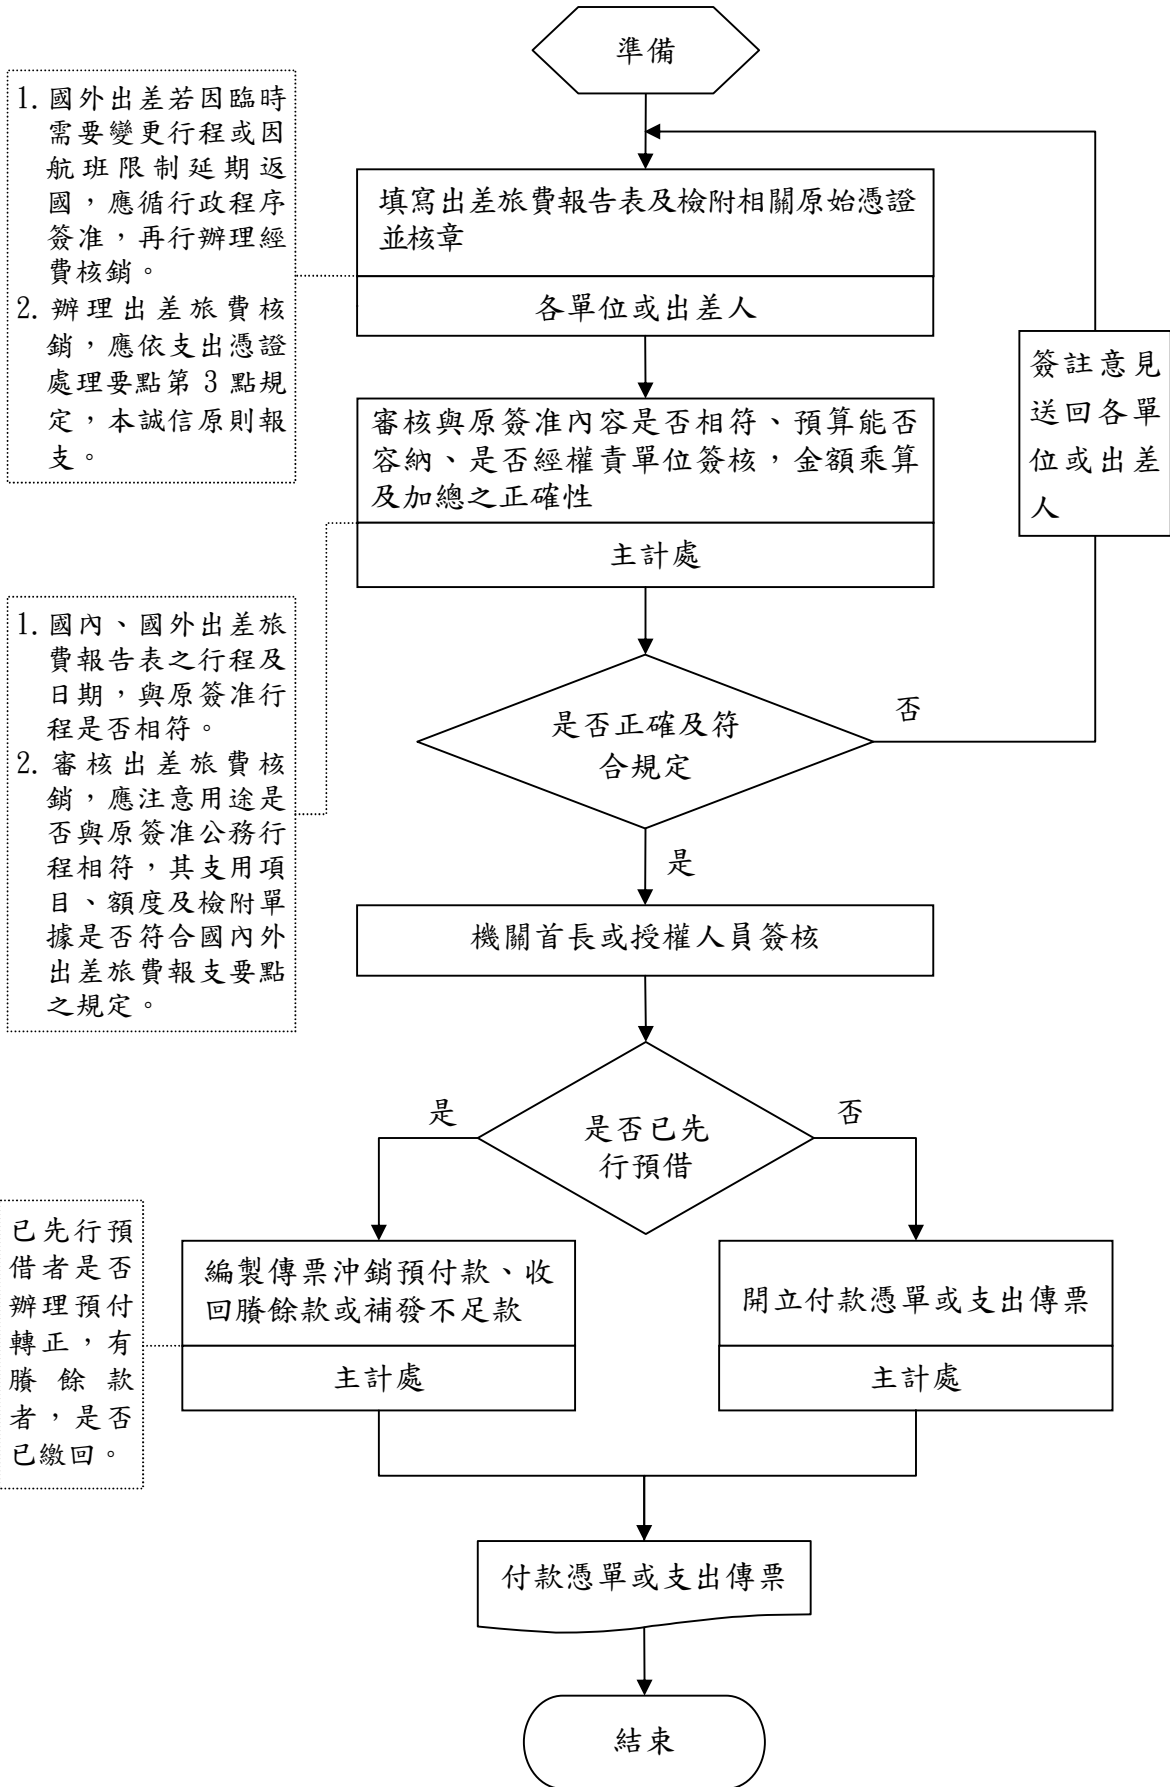 準備
1. 國外出差若因臨時
需要變更行程或因
航班限制延期返
國，應循行政程序
簽准，再行辦理經
費核銷。
2. 辦理出差旅費核
銷，應依支出憑證
處理要點第 3 點規
定，本誠信原則報
支。
填寫出差旅費報告表及檢附相關原始憑證
並核章
各單位或出差人
簽註意見
送回各單
位或出差
人
審核與原簽准內容是否相符、預算能否
容納、是否經權責單位簽核，金額乘算
及加總之正確性
主計處
1. 國內、國外出差旅
費報告表之行程及
日期，與原簽准行
程是否相符。
2. 審核出差旅費核
銷，應注意用途是
否與原簽准公務行
程相符，其支用項
目、額度及檢附單
據是否符合國內外
出差旅費報支要點
之規定。
是否正確及符
合規定
否
是
機關首長或授權人員簽核
是否已先
行預借
是
否
已先行預
借者是否
辦理預付
轉正，有
賸餘款
者，是否
已繳回。
編製傳票沖銷預付款、收
回賸餘款或補發不足款
主計處
開立付款憑單或支出傳票
主計處
付款憑單或支出傳票
結束